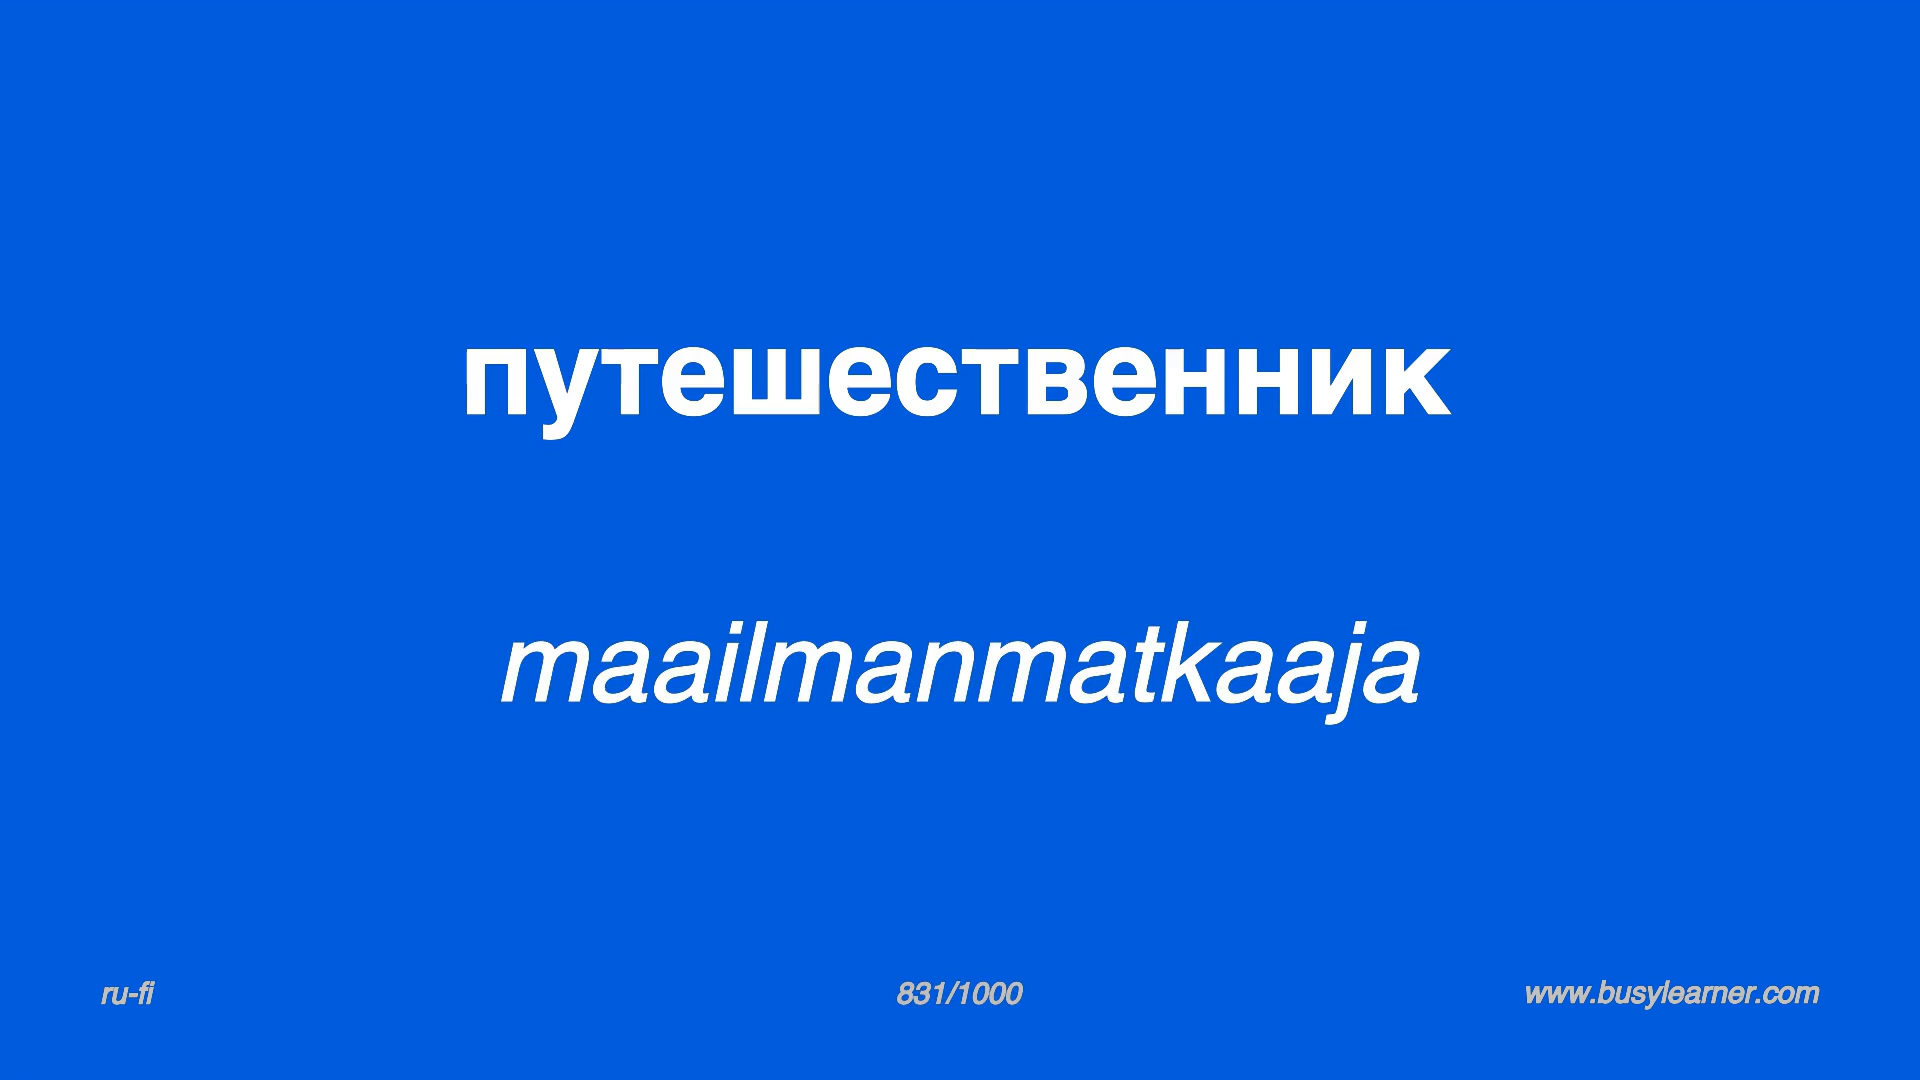 путешественник
maailmanmatkaaja
ru-fi
831/1000
www.busylearner.com